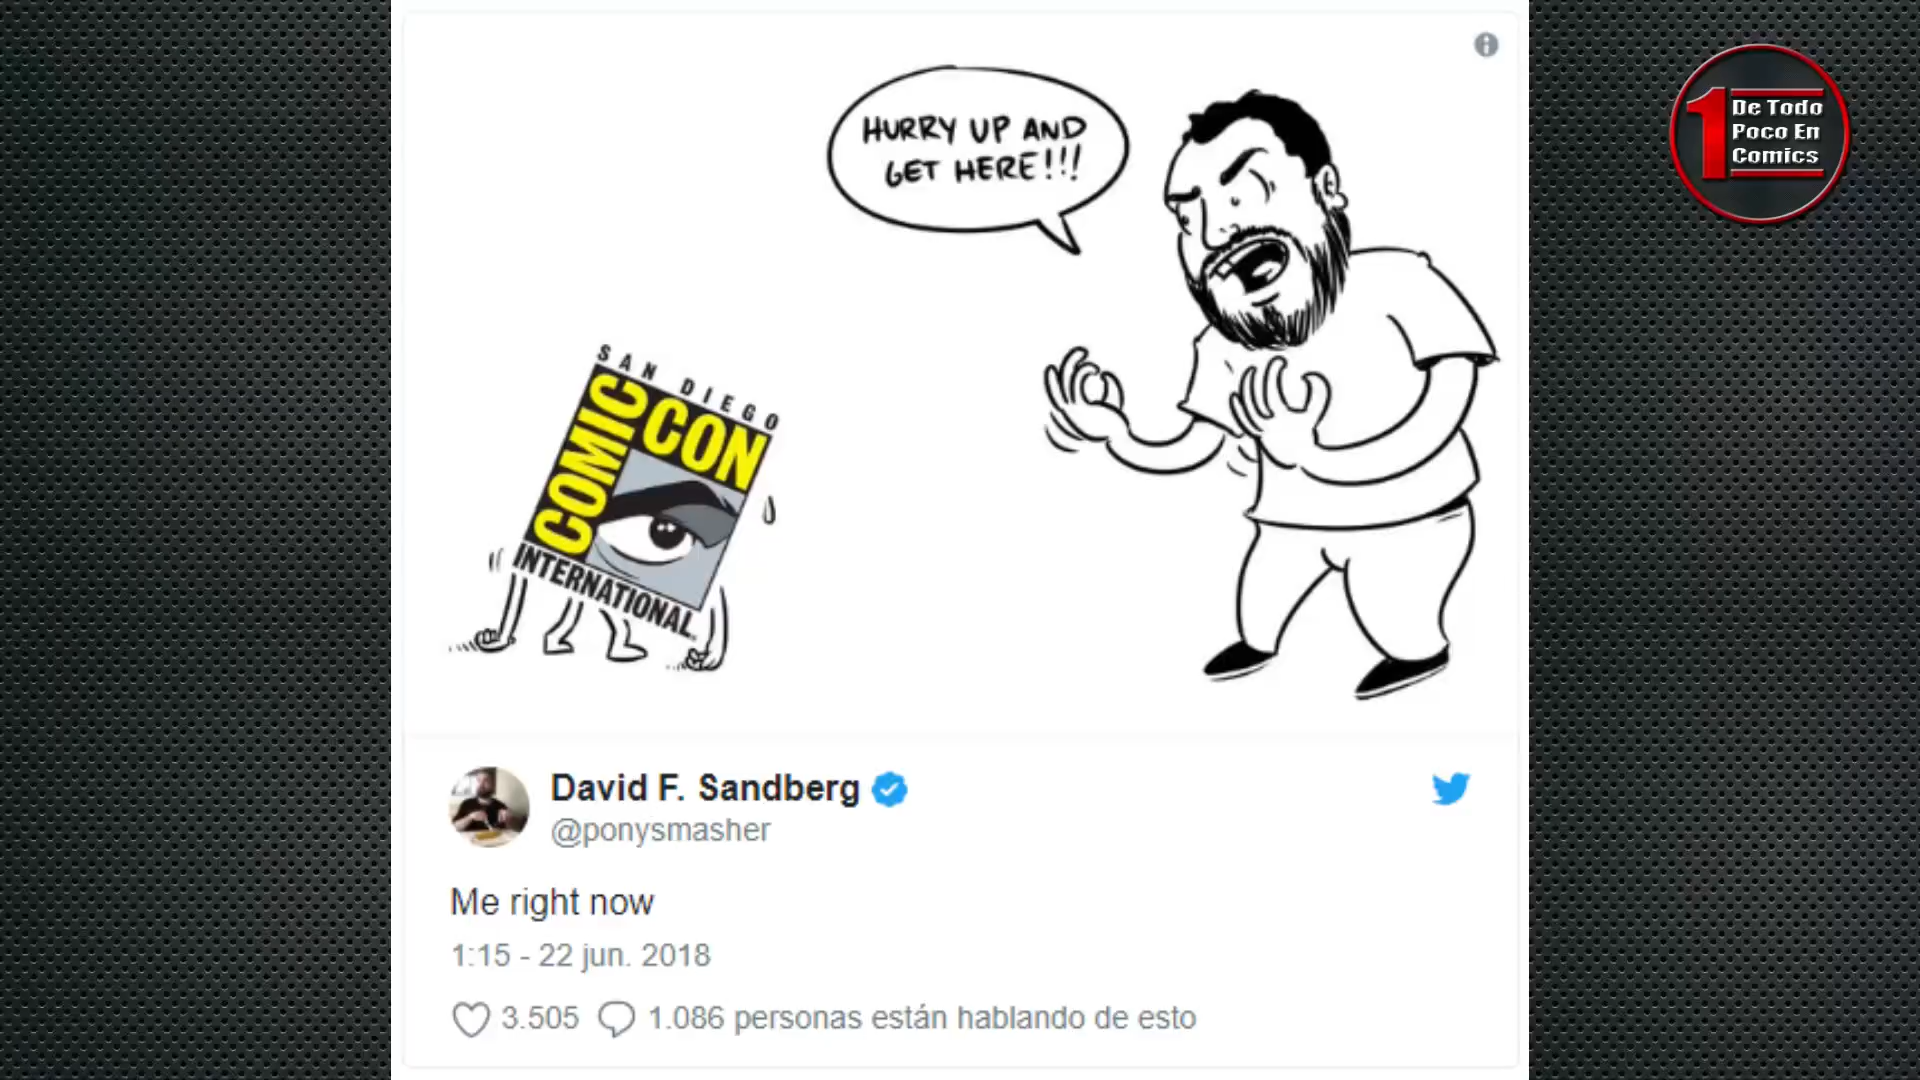 HURRY UP AND
GET HERE!!!
De Todo
1 Poco En
Comics
SAN DIEGO
COMIC
CON
INTERNATIONAL
David F. Sandberg
@ponysmasher
Me right now
1:15 - 22 jun. 2018
3.505 1.086 personas están hablando de esto